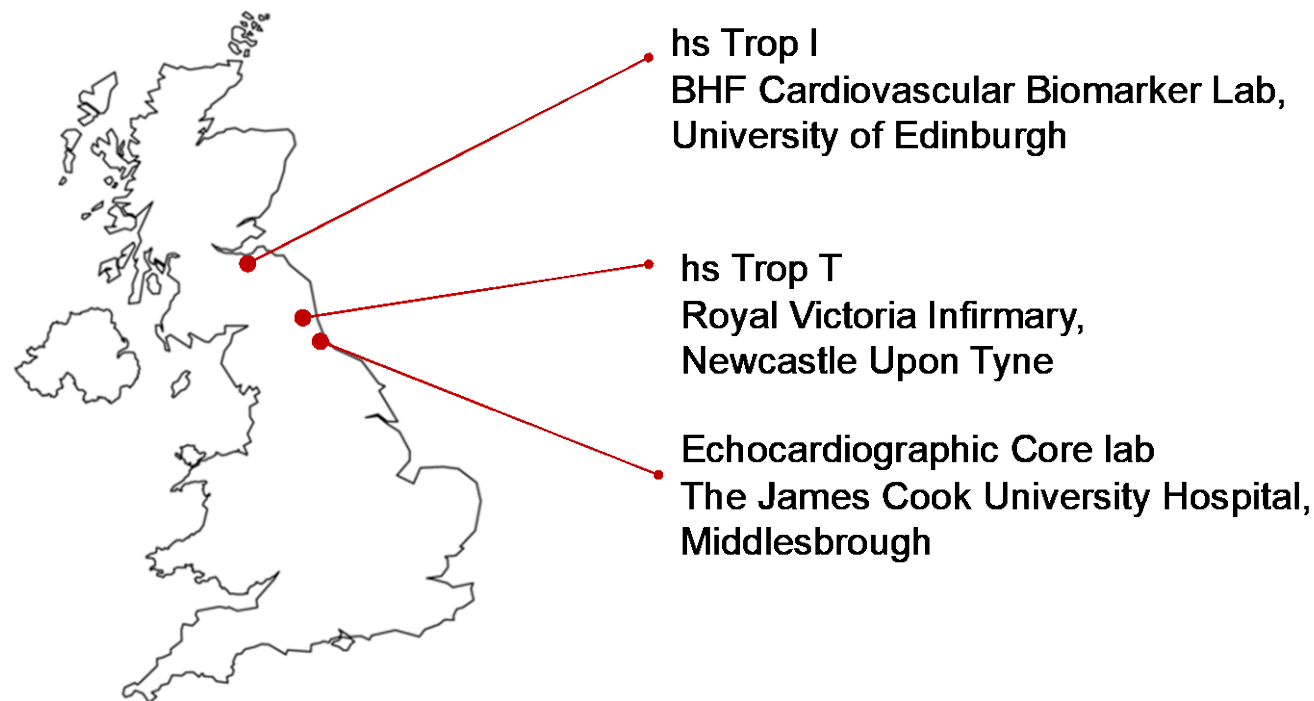 hs Trop I
BHF Cardiovascular Biomarker Lab,
University of Edinburgh
hs Trop T
Royal Victoria Infirmary,
Newcastle Upon Tyne
Echocardiographic Core lab
The James Cook University Hospital,
Middlesbrough